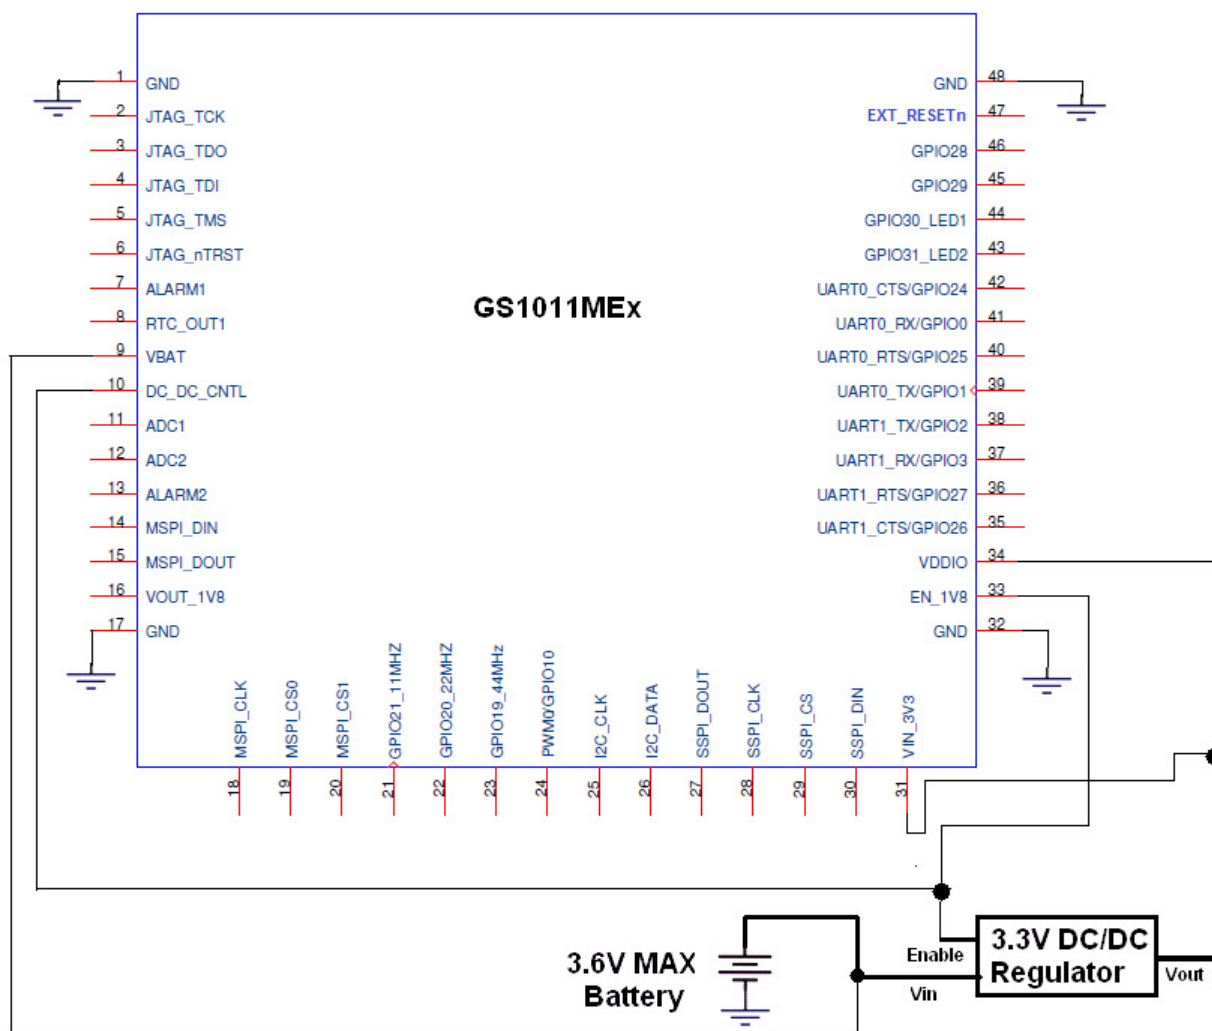 1 GND
2 JTAG_TCK
3 JTAG_TDO
4 JTAG_TDI
5 JTAG_TMS
6 JTAG_nTRST
7 ALARM1
8 RTC_OUT1
9 VBAT
10 DC_DC_CNTL
11 ADC1
12 ADC2
13 ALARM2
14 MSPI_DIN
15 MSPI_DOUT
16 VOUT_1V8
17 GND
GS1011MEx
GND 48
EXT_RESETn 47
GPIO28 46
GPIO29 45
GPIO30_LED1 44
GPIO31_LED2 43
UART0_CTS/GPIO24 42
UART0_RX/GPIO0 41
UART0_RTS/GPIO25 40
UART0_TX/GPIO1 39
UART1_TX/GPIO2 38
UART1_RX/GPIO3 37
UART1_RTS/GPIO27 36
UART1_CTS/GPIO26 35
VDDIO 34
EN_1V8 33
GND 32
MSPI_CLK 18
MSPI_CS0 19
MSPI_CS1 20
GPIO21_11MHZ 21
GPIO20_22MHZ 22
GPIO19_44MHz 23
PWM0/GPIO10 24
I2C_CLK 25
I2C_DATA 26
SSPI_DOUT 27
SSPI_CLK 28
SSPI_CS 29
SSPI_DIN 30
VIN_3V3 31
3.6V MAX
Battery
Enable
Vin
3.3V DC/DC
Regulator
Vout